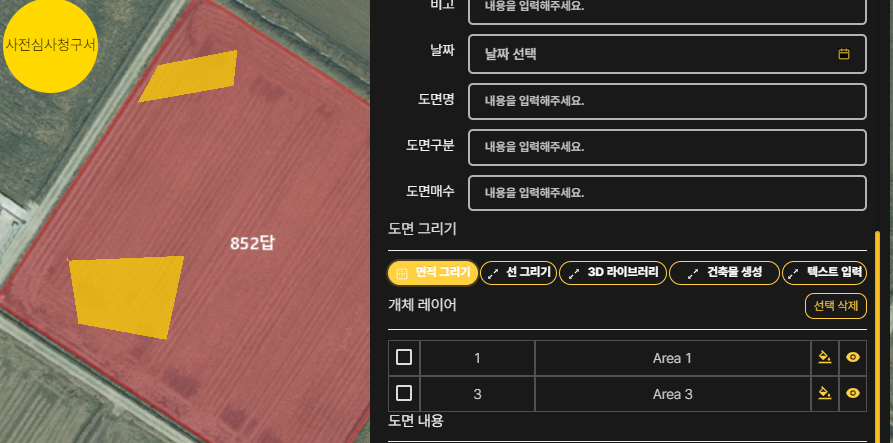 사전심사청구서
852답
비고
내용을 입력해주세요.
날짜
날짜 선택
도면명
내용을 입력해주세요.
도면구분
내용을 입력해주세요.
도면매수
내용을 입력해주세요.
도면 그리기
면적 그리기 선 그리기 3D 라이브러리 건축물 생성 텍스트 입력
개체 레이어
선택 삭제
1 Area 1
3 Area 3
도면 내용